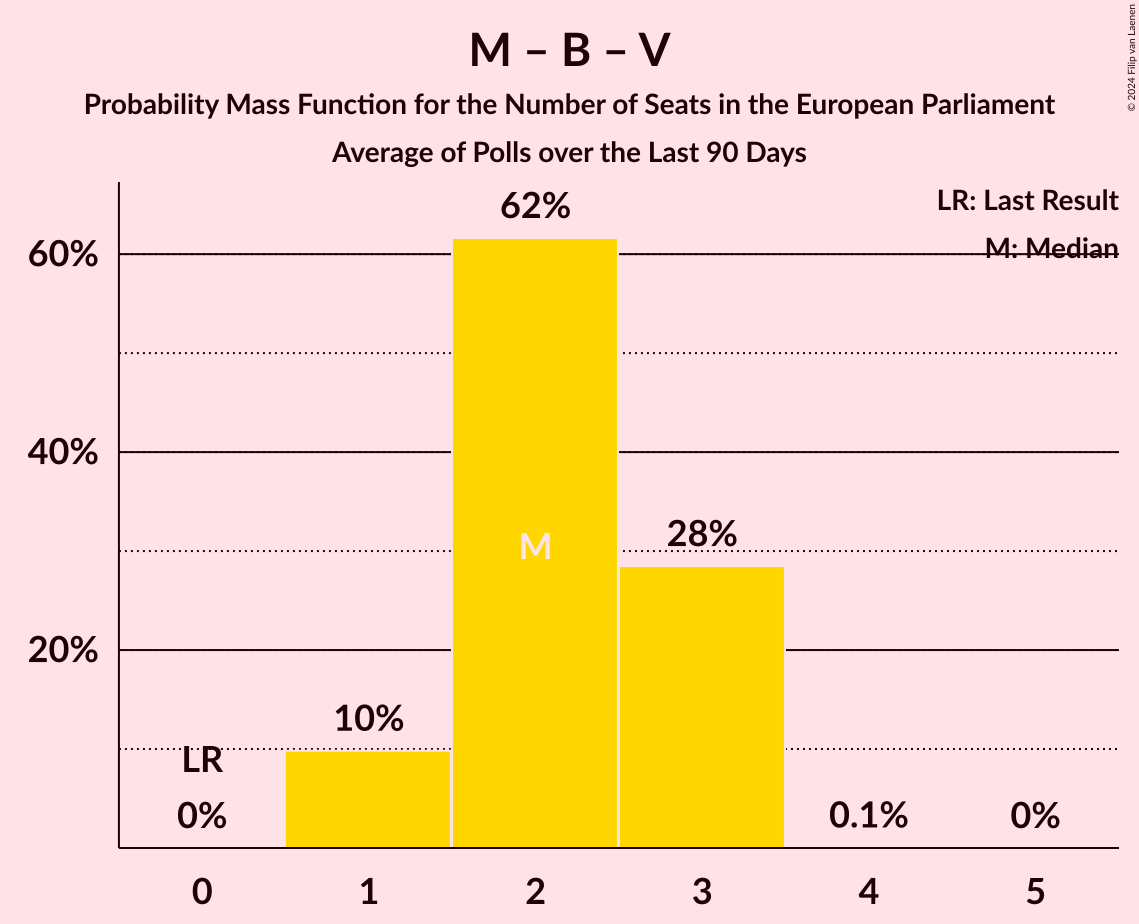 M – B – V
Probability Mass Function for the Number of Seats in the European Parliament
Average of Polls over the Last 90 Days
© 2024 Filip van Laenen
LR: Last Result
M: Median
62%
60%
40%
28%
M
20%
10%
LR
0%
0.1%
0%
0 1 2 3 4 5